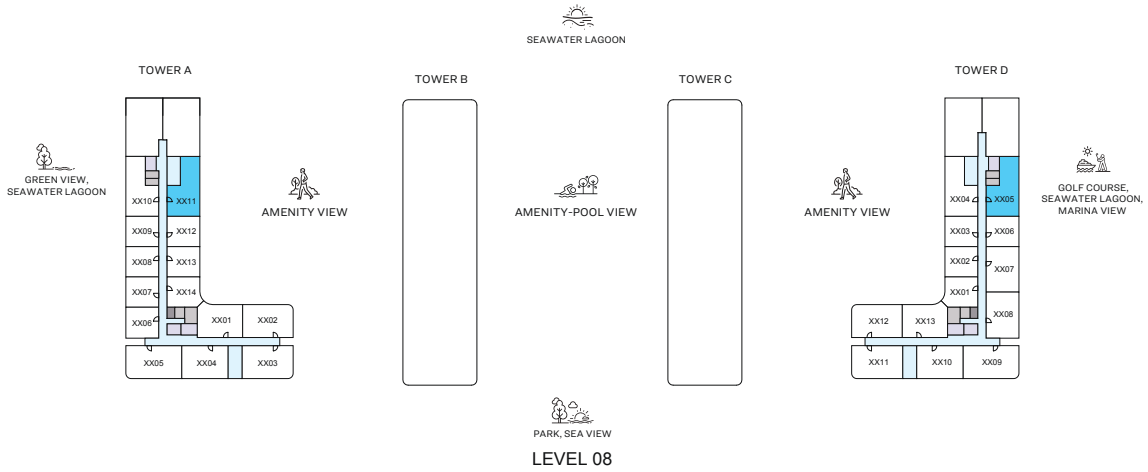 SEAWATER LAGOON
TOWER A
TOWER B
TOWER C
TOWER D
GREEN VIEW,
SEAWATER LAGOON
AMENITY VIEW
AMENITY-POOL VIEW
AMENITY VIEW
GOLF COURSE,
SEAWATER LAGOON,
MARINA VIEW
XX10 XX11
XX09 XX12
XX08 XX13
XX07 XX14
XX06 XX01 XX02
XX05 XX04 XX03
XX04 XX05
XX03 XX06
XX02 XX07
XX01
XX08
XX12 XX13
XX11 XX10 XX09
PARK, SEA VIEW
LEVEL 08